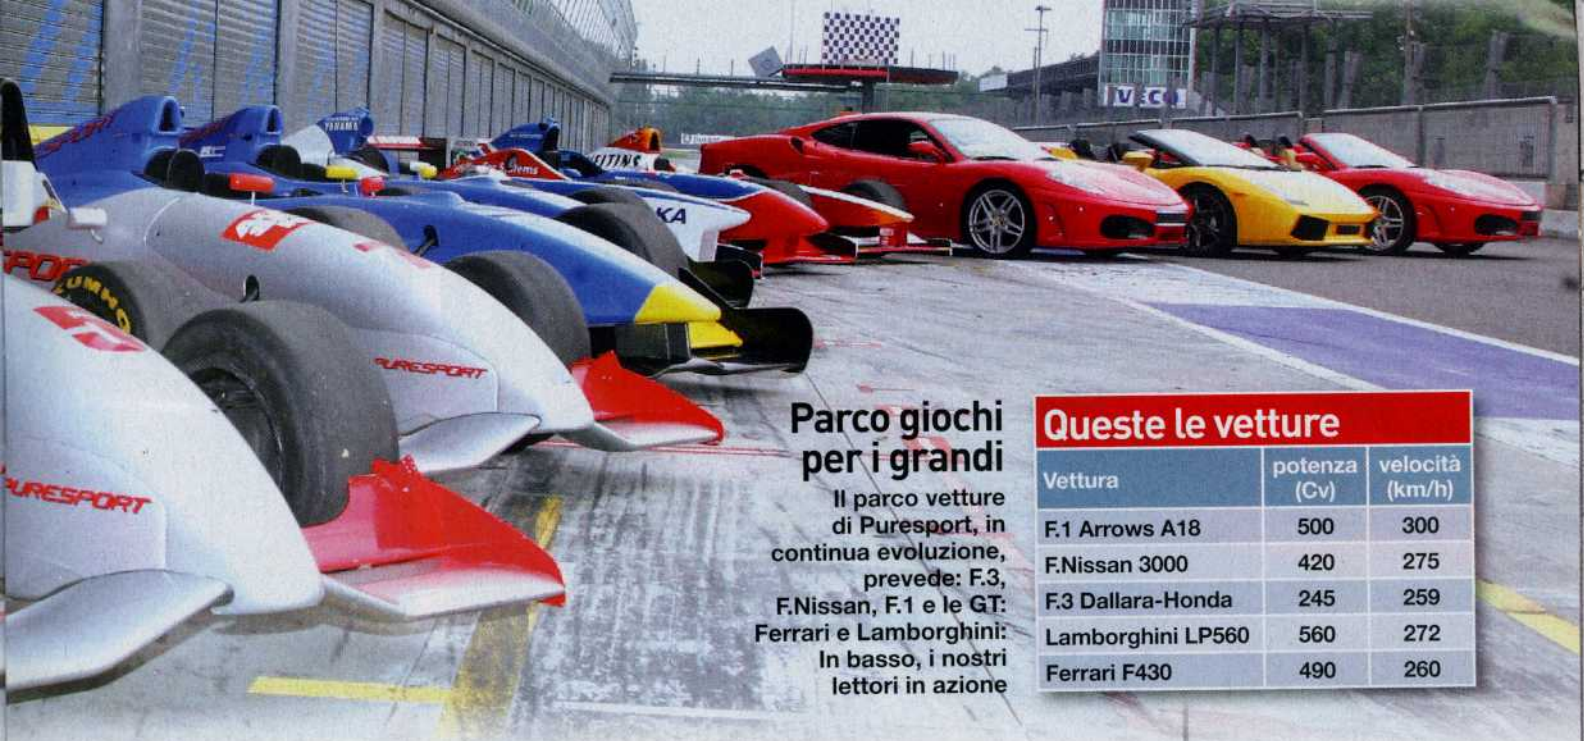 YAHAMA
IVECO
KA
KUMHO
PURESPORT
PURESPORT
Parco giochi
per i grandi
Il parco vetture
di Puresport, in
continua evoluzione,
prevede: F.3,
F.Nissan, F.1 e le GT:
Ferrari e Lamborghini:
In basso, i nostri
lettori in azione
Queste le vetture
Vettura potenza (Cv) velocità (km/h)
F.1 Arrows A18 500 300
F.Nissan 3000 420 275
F.3 Dallara-Honda 245 259
Lamborghini LP560 560 272
Ferrari F430 490 260